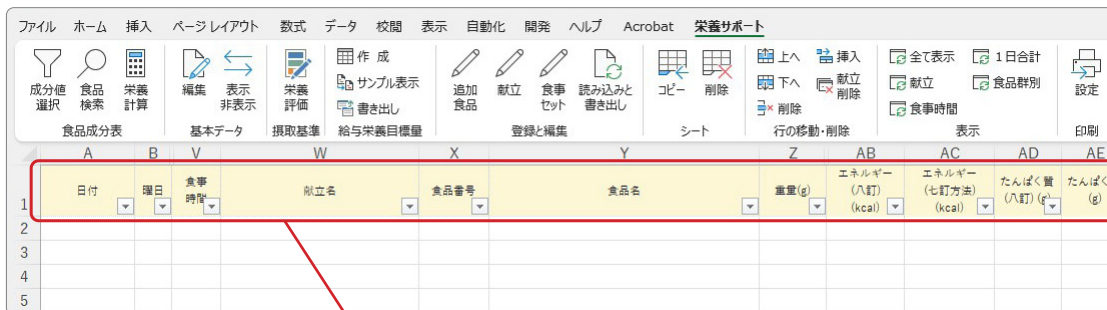 ファイル ホーム 挿入 ページ レイアウト 数式 データ 校閲 表示 自動化 開発 ヘルプ Acrobat 栄養サポート
成分値選択 食品検索 栄養計算
食品成分表
編集 表示非表示
基本データ
栄養評価
摂取基準
作 成
サンプル表示
書き出し
給与栄養目標量
追加食品 献立 食事セット 読み込みと書き出し
登録と編集
コピー 削除
シート
上へ 挿入
下へ 献立削除
削除
行の移動・削除
全て表示 1日合計
献立 食品群別
食事時間
表示
設定
印刷
A B V W X Y Z AB AC AD AE
1 日付 曜日 食事時間 献立名 食品番号 食品名 重量(g) エネルギー(八訂)(kcal) エネルギー(七訂方法)(kcal) たんぱく質(八訂)(g) たんぱく(g)
2
3
4
5